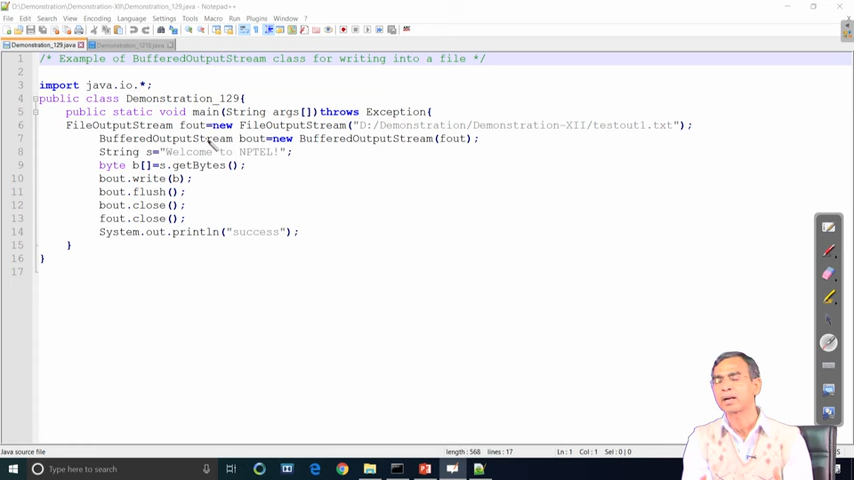 D:\Demonstration\Demonstration-XII\Demonstration_129.java - Notepad++
File Edit Search View Encoding Language Settings Tools Macro Run Plugins Window ?
Demonstration_129.java
1 /* Example of BufferedOutputStream class for writing into a file */
2
3 import java.io.*;
4 public class Demonstration_129{
5 public static void main(String args[])throws Exception{
6 FileOutputStream fout=new FileOutputStream("D:/Demonstration/Demonstration-XII/testout1.txt");
7 BufferedOutputStream bout=new BufferedOutputStream(fout);
8 String s="Welcome to NPTEL!";
9 byte b[]=s.getBytes();
10 bout.write(b);
11 bout.flush();
12 bout.close();
13 fout.close();
14 System.out.println("success");
15 }
16 }
17
Java source file length : 568 lines : 17 Ln : 1 Col : 1 Sel : 0 | 0
Type here to search